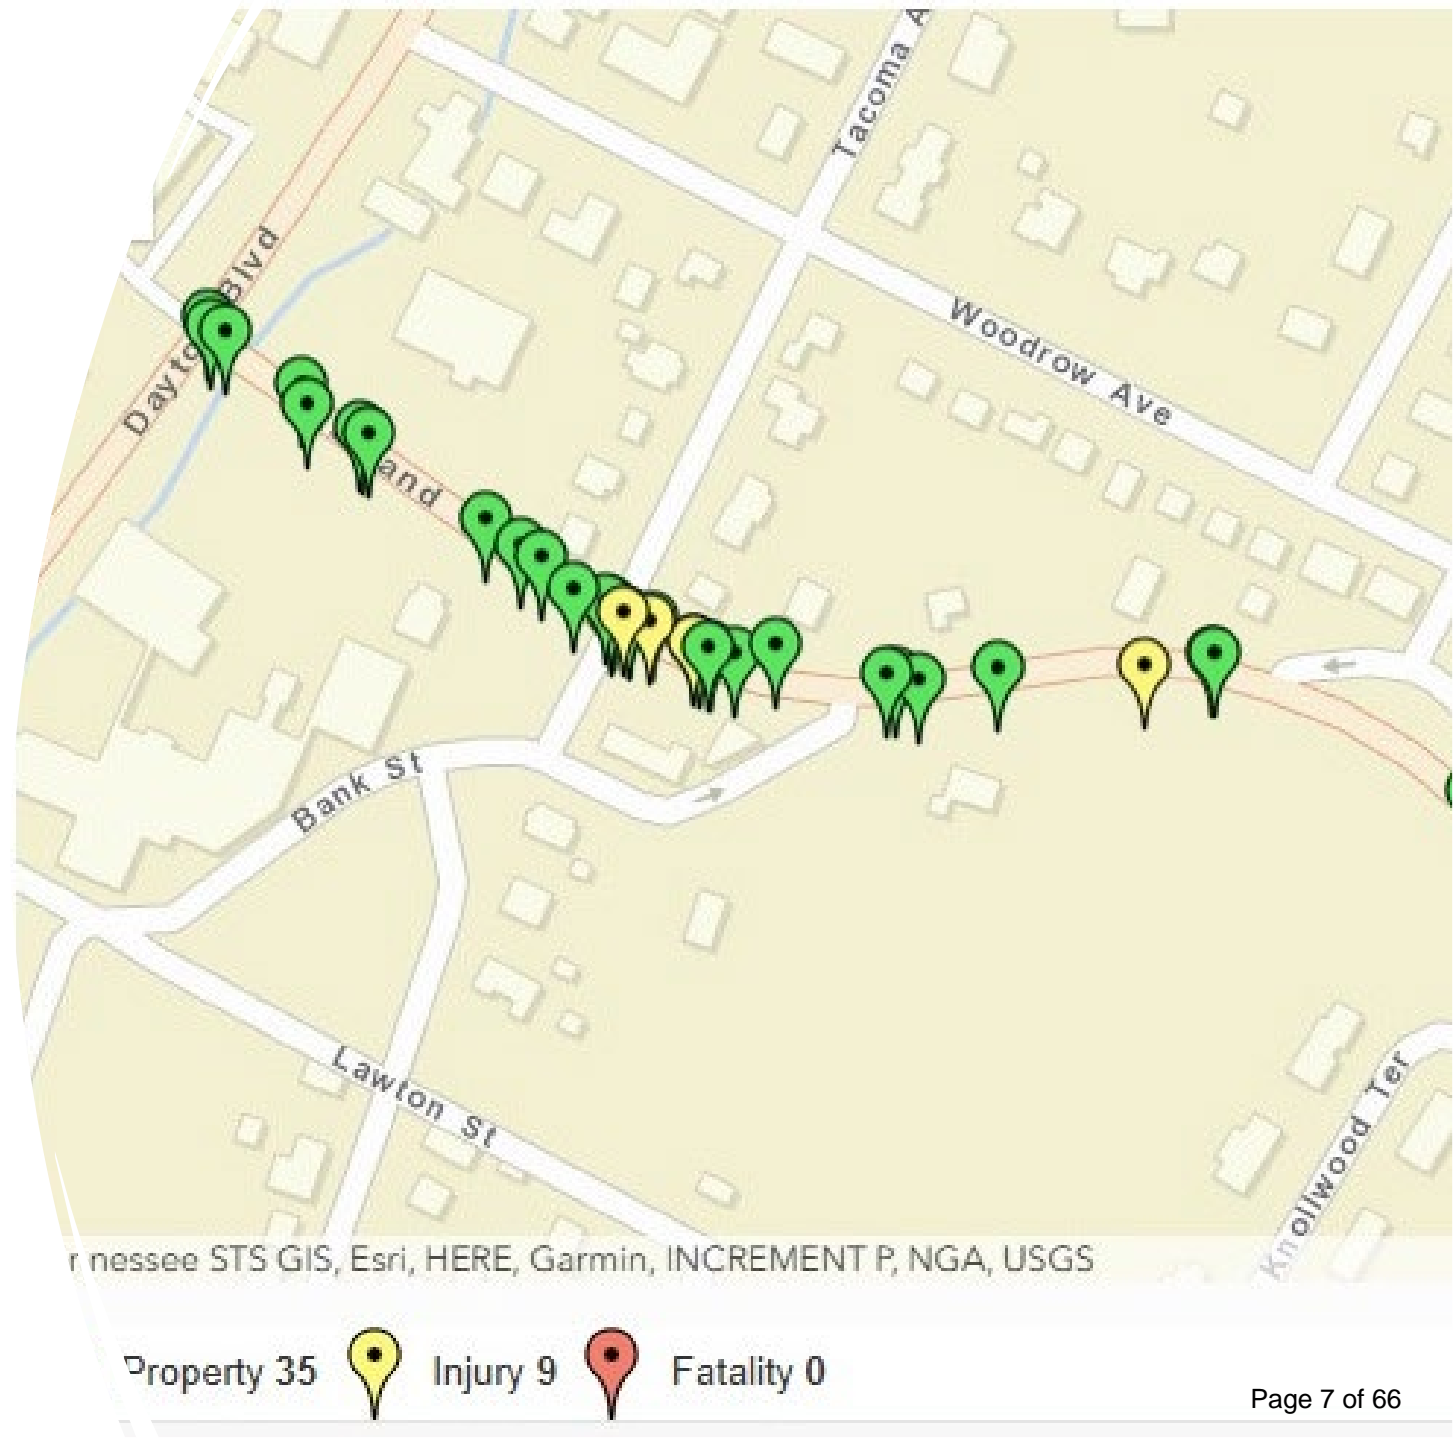 Tacoma A
Blvd
Dayto
Woodrow Ave
and
Bank St
Lawton St
Knollwood Ter
r nessee STS GIS, Esri, HERE, Garmin, INCREMENT P, NGA, USGS
Property 35 Injury 9 Fatality 0
Page 7 of 66